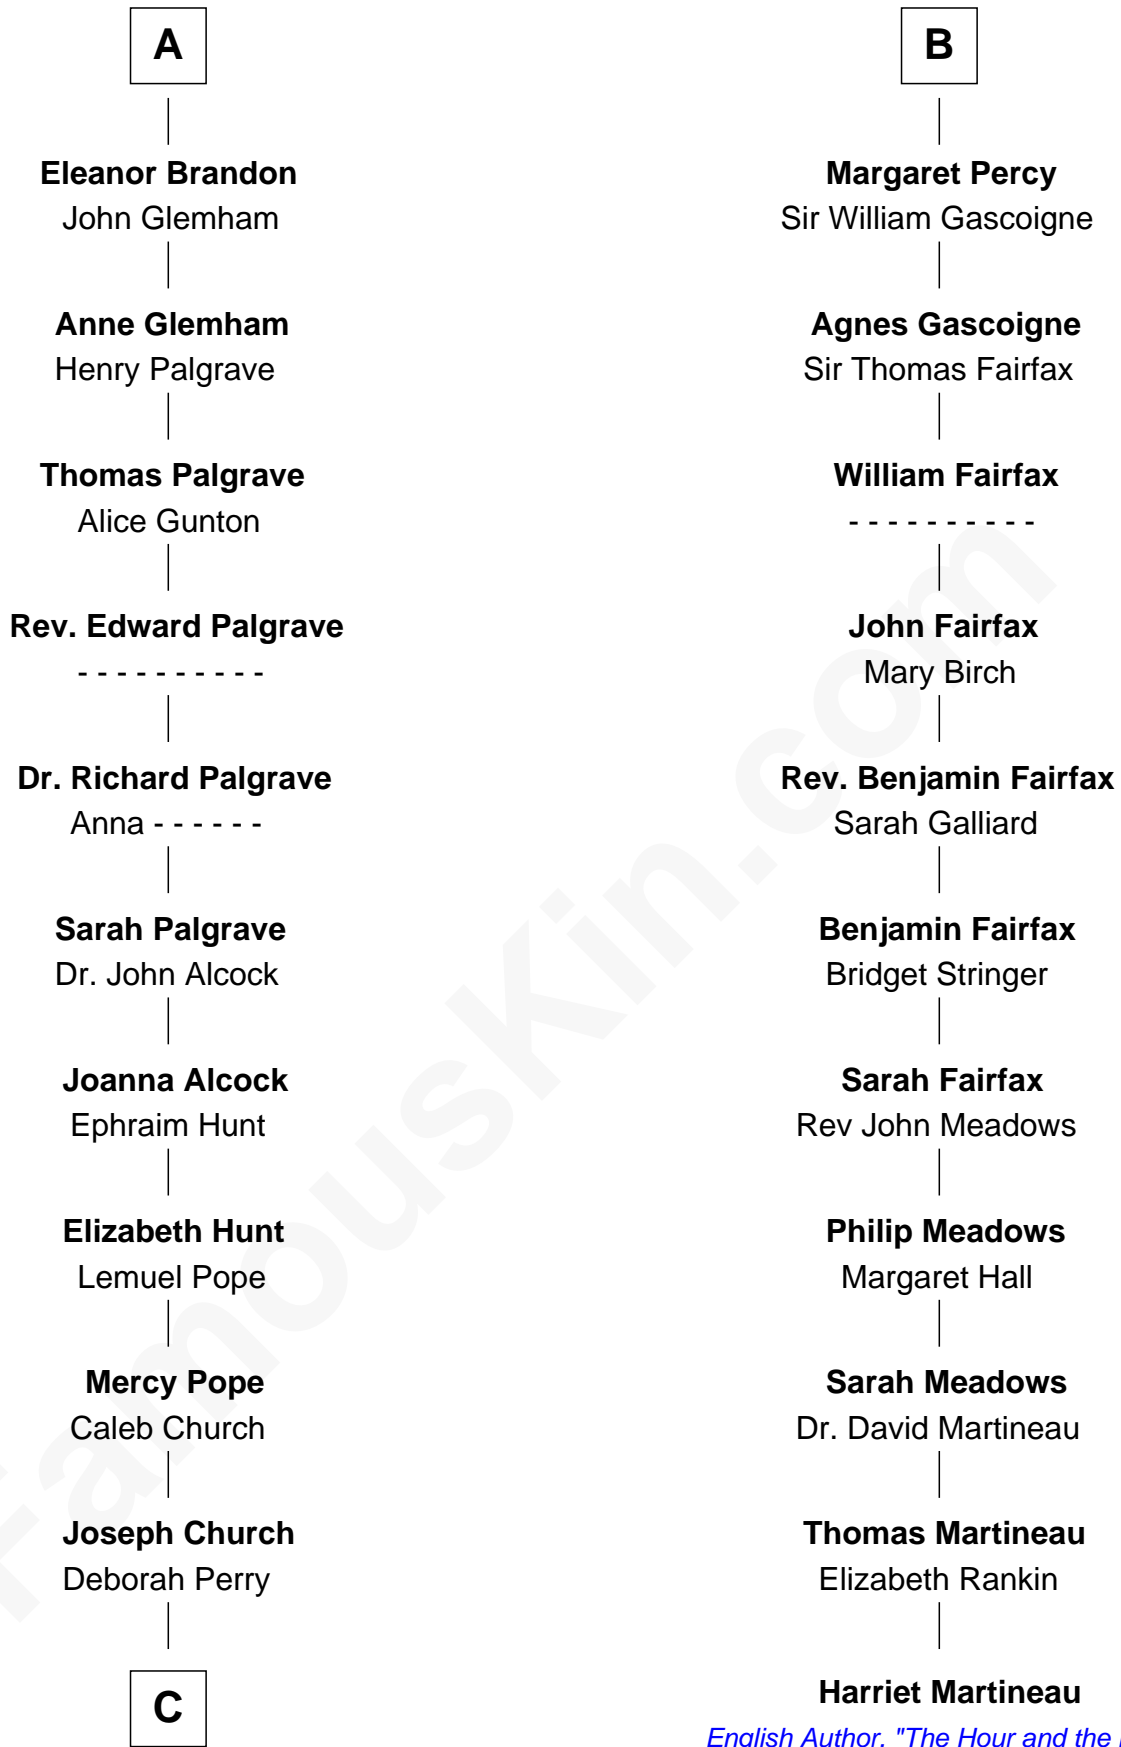 A
Eleanor Brandon
John Glemham
Anne Glemham
Henry Palgrave
Thomas Palgrave
Alice Gunton
Rev. Edward Palgrave
- - - - - - - - - -
Dr. Richard Palgrave
Anna - - - - - -
Sarah Palgrave
Dr. John Alcock
Joanna Alcock
Ephraim Hunt
Elizabeth Hunt
Lemuel Pope
Mercy Pope
Caleb Church
Joseph Church
Deborah Perry
C
B
Margaret Percy
Sir William Gascoigne
Agnes Gascoigne
Sir Thomas Fairfax
William Fairfax
- - - - - - - - - -
John Fairfax
Mary Birch
Rev. Benjamin Fairfax
Sarah Galliard
Benjamin Fairfax
Bridget Stringer
Sarah Fairfax
Rev John Meadows
Philip Meadows
Margaret Hall
Sarah Meadows
Dr. David Martineau
Thomas Martineau
Elizabeth Rankin
Harriet Martineau
English Author. "The Hour and the
FamousKin.com